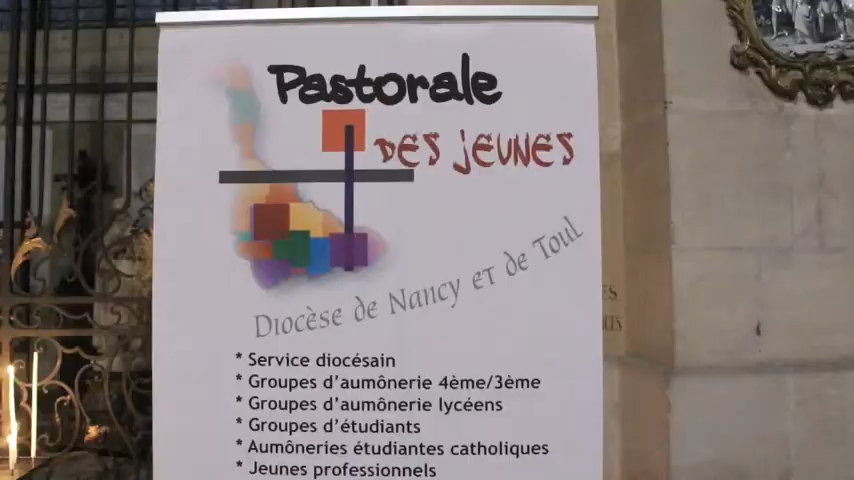 Pastorale
DES JEUNES
Diocèse de Nancy et de Toul
* Service diocésain
* Groupes d'aumônerie 4ème/3ème
* Groupes d'aumônerie lycéens
* Groupes d'étudiants
* Aumôneries étudiantes catholiques
* Jeunes professionnels